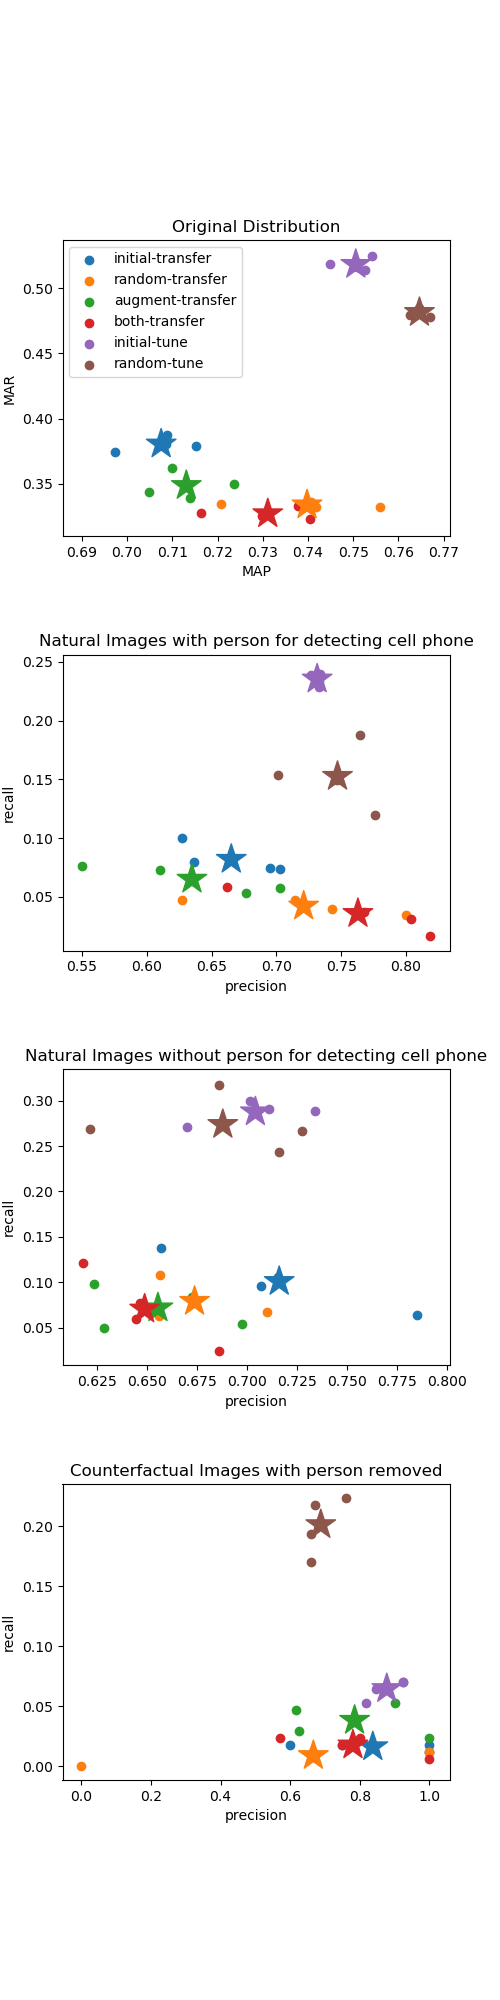 Original Distribution
initial-transfer
random-transfer
augment-transfer
both-transfer
initial-tune
random-tune
MAR
0.50
0.45
0.40
0.35
0.69 0.70 0.71 0.72 0.73 0.74 0.75 0.76 0.77
MAP
Natural Images with person for detecting cell phone
recall
0.25
0.20
0.15
0.10
0.05
0.55 0.60 0.65 0.70 0.75 0.80
precision
Natural Images without person for detecting cell phone
recall
0.30
0.25
0.20
0.15
0.10
0.05
0.625 0.650 0.675 0.700 0.725 0.750 0.775 0.800
precision
Counterfactual Images with person removed
recall
0.20
0.15
0.10
0.05
0.00
0.0 0.2 0.4 0.6 0.8 1.0
precision